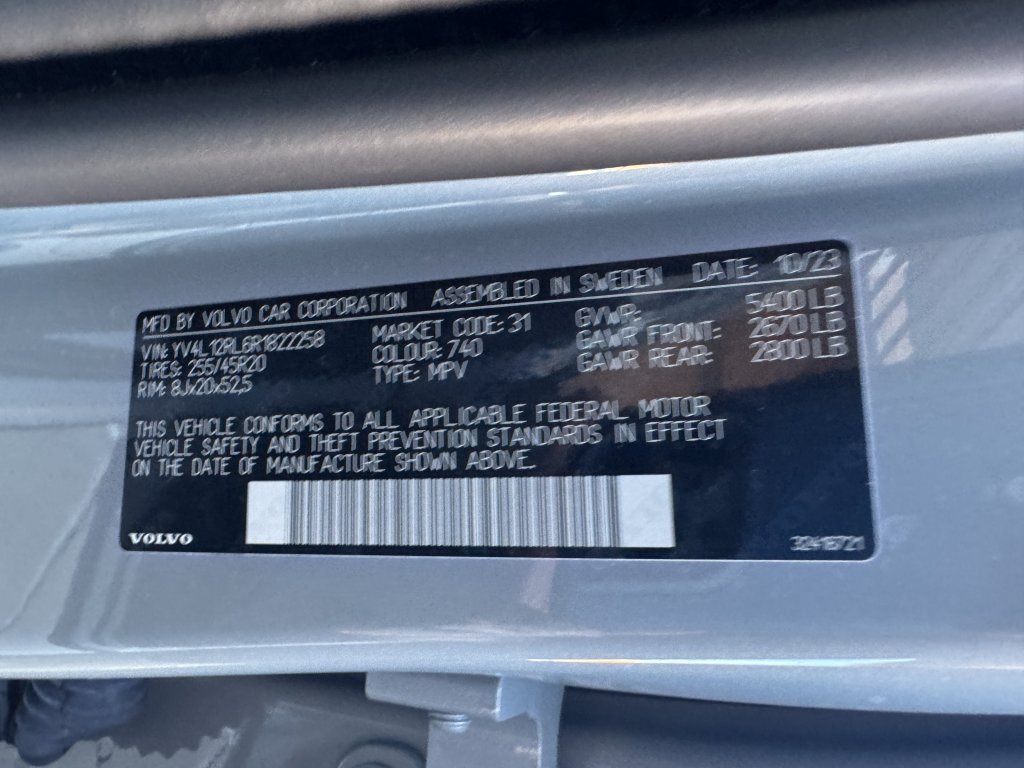 MFD BY VOLVO CAR CORPORATION ASSEMBLED IN SWEDEN DATE: 10/23
VIN: YV4L12RL6R1822258 MARKET CODE: 31 GVWR: 5400 LB
TIRES: 255/45R20 COLOUR: 740 GAWR FRONT: 2670 LB
RIM: 8Jx20x52,5 TYPE: MPV GAWR REAR: 2800 LB
THIS VEHICLE CONFORMS TO ALL APPLICABLE FEDERAL MOTOR
VEHICLE SAFETY AND THEFT PREVENTION STANDARDS IN EFFECT
ON THE DATE OF MANUFACTURE SHOWN ABOVE.
VOLVO 32416721